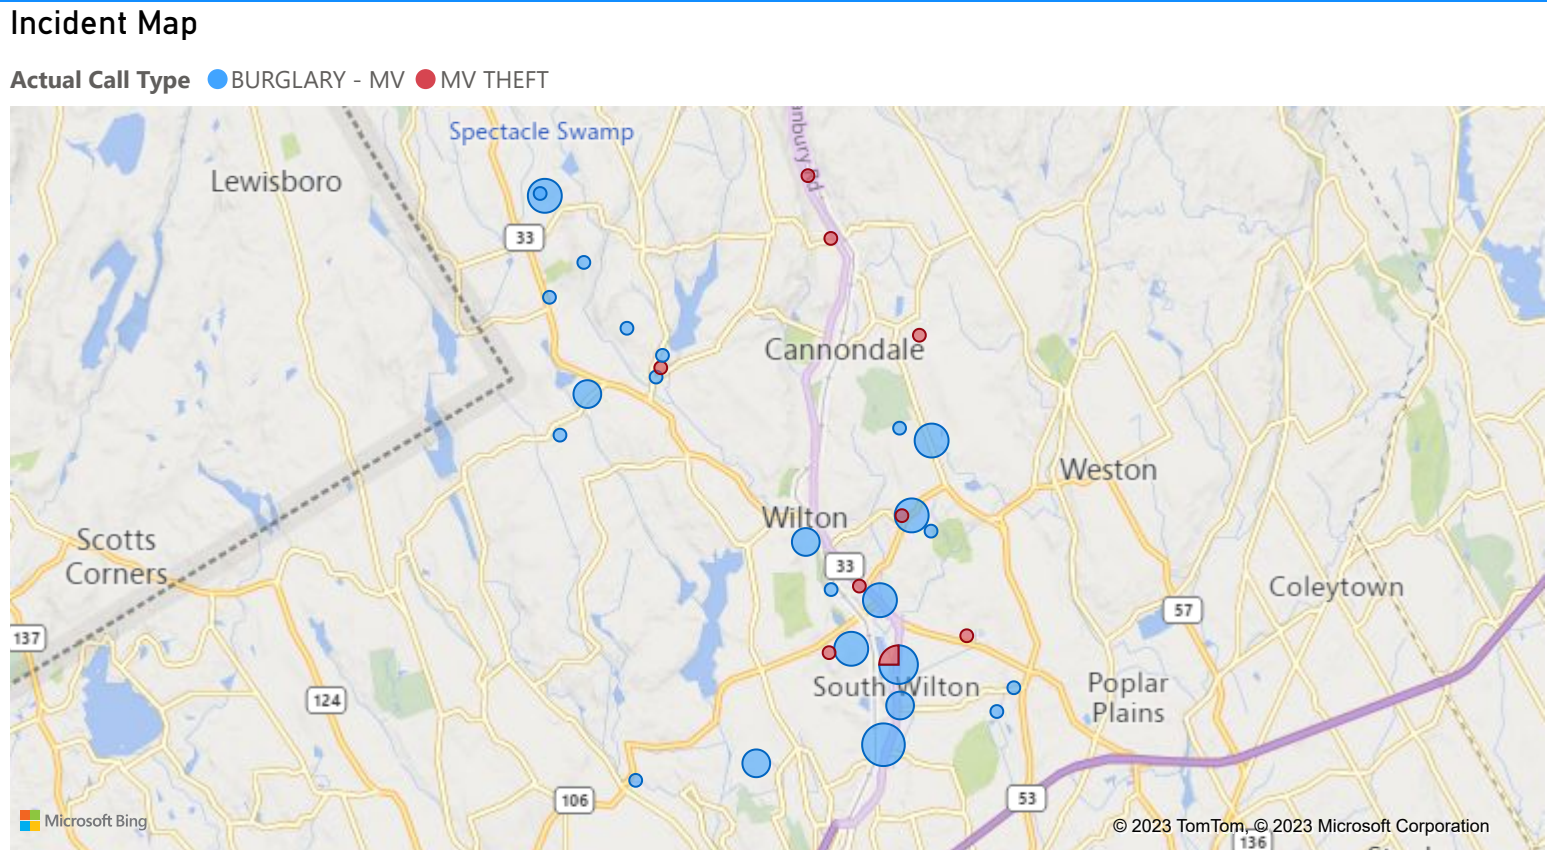 Incident Map
Actual Call Type BURGLARY - MV MV THEFT
Spectacle Swamp
Lewisboro
33
Cannondale
Weston
Wilton
Scotts
Corners
33
Coleytown
57
137
South Wilton
Poplar
Plains
124
53
106
Microsoft Bing
© 2023 TomTom, © 2023 Microsoft Corporation
136